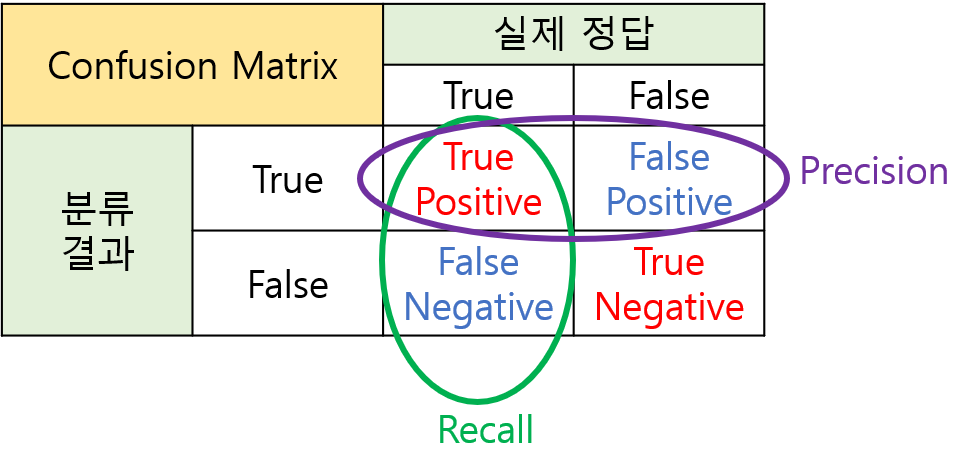 Confusion Matrix
실제 정답
True
False
분류
결과
True
True
Positive
False
Positive
Precision
False
False
Negative
True
Negative
Recall